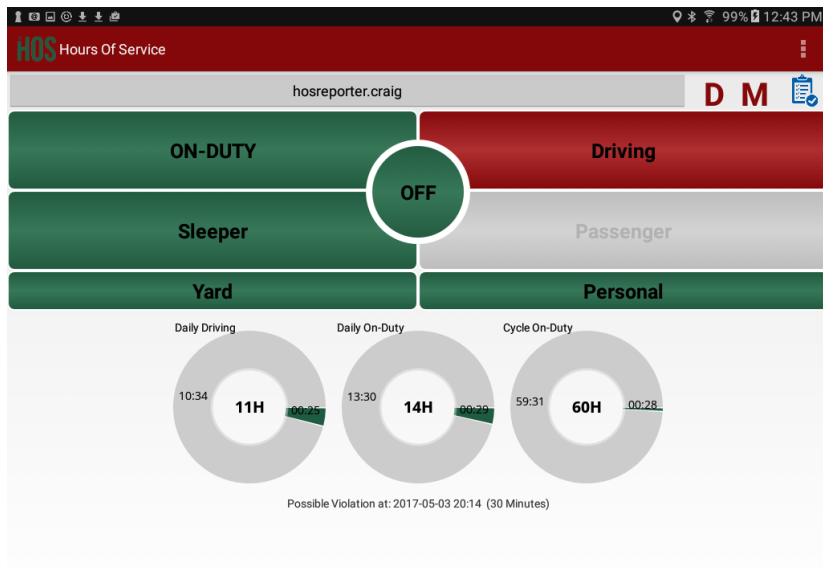 99% 12:43 PM
HOS Hours Of Service
hosreporter.craig
D M
ON-DUTY
Driving
OFF
Sleeper
Passenger
Yard
Personal
Daily Driving
Daily On-Duty
Cycle On-Duty
10:34
11H
00:25
13:30
14H
00:29
59:31
60H
00:28
Possible Violation at: 2017-05-03 20:14 (30 Minutes)